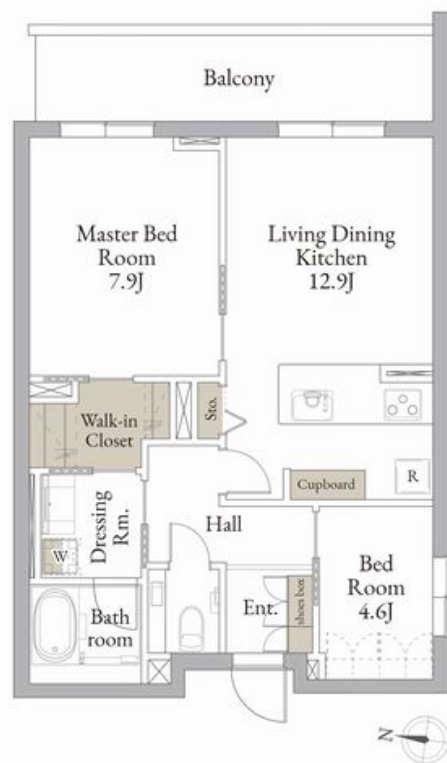 Balcony
Master Bed
Room
7.9J
Living Dining
Kitchen
12.9J
Walk-in
Closet
Sto.
Cupboard
R
Dressing
Rm.
W
Hall
Bed
Room
4.6J
Bath
room
Ent.
shoes box
N